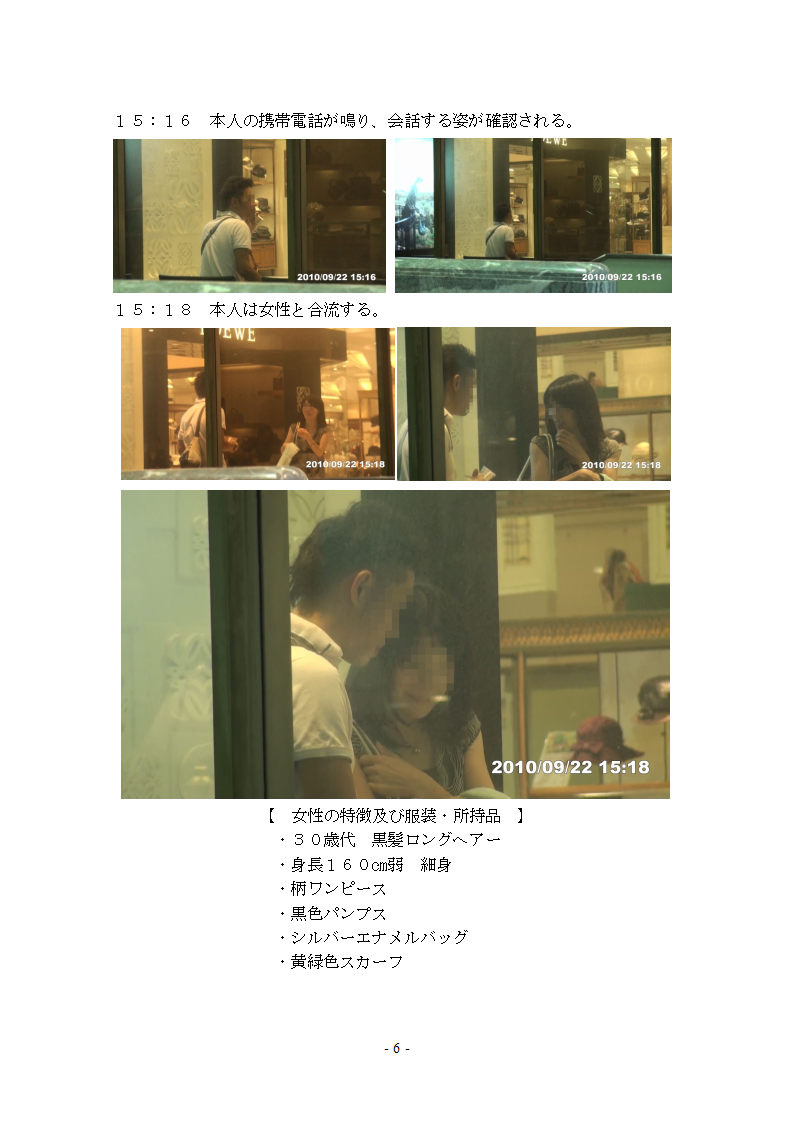 １５：１６　本人の携帯電話が鳴り、会話する姿が確認される。
LOEWE
2010/09/22 15:16
2010/09/22 15:16
１５：１８　本人は女性と合流する。
LOEWE
2010/09/22 15:18
2010/09/22 15:18
2010/09/22 15:18
【　女性の特徴及び服装・所持品　】
・３０歳代　黒髪ロングヘアー
・身長１６０㎝弱　細身
・柄ワンピース
・黒色パンプス
・シルバーエナメルバッグ
・黄緑色スカーフ
- 6 -